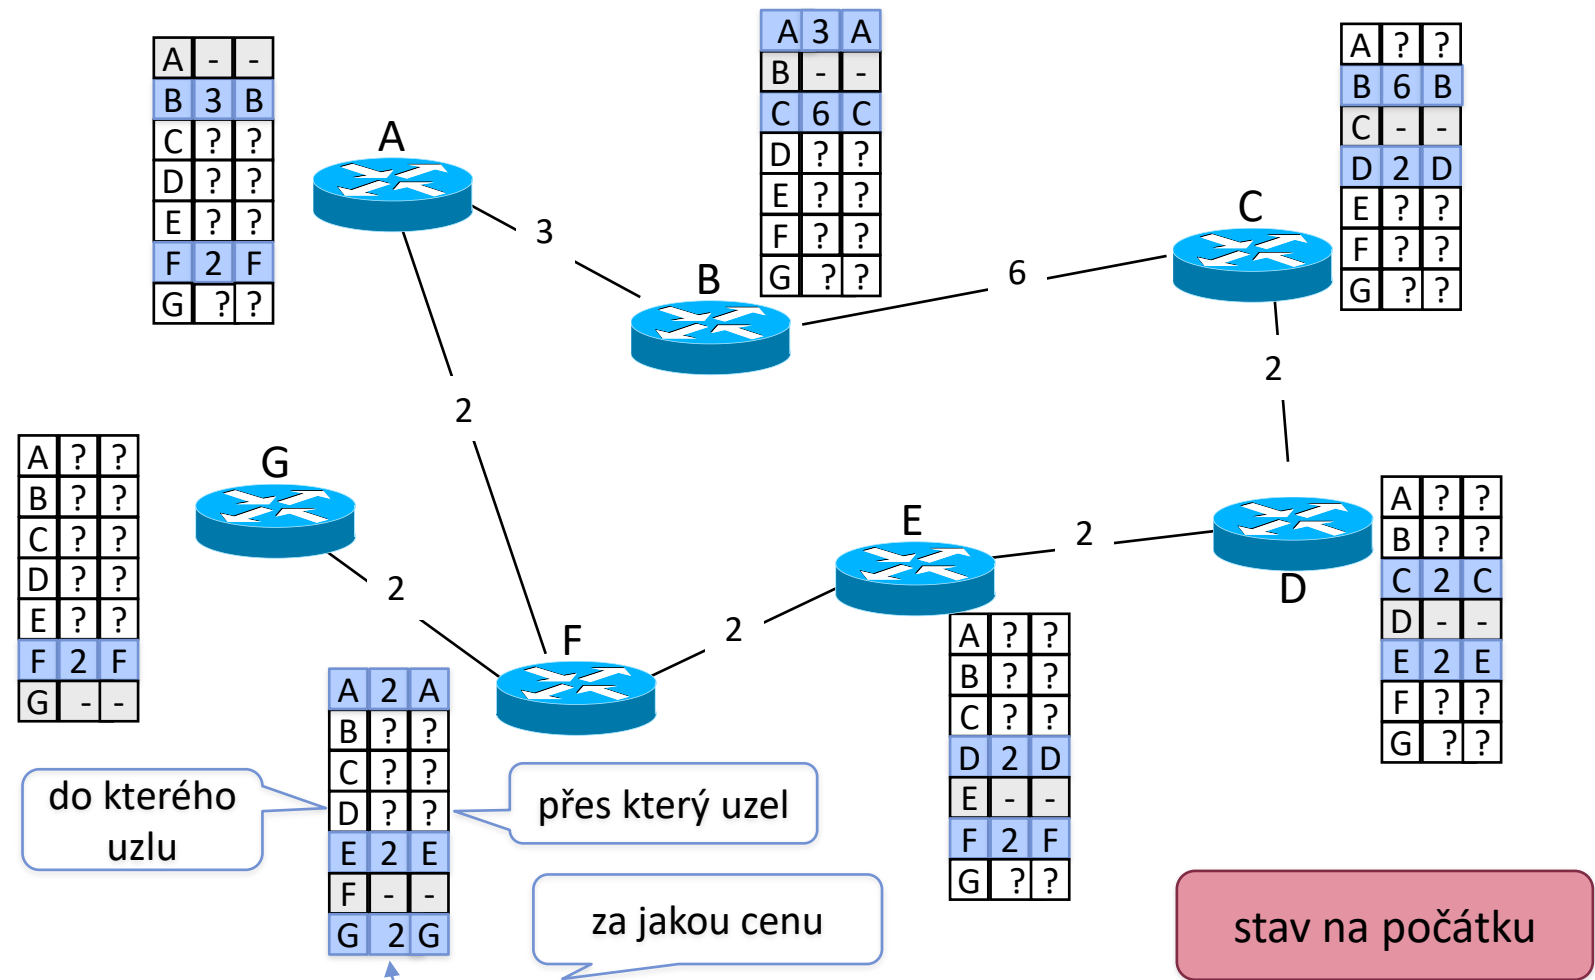 A - -
B 3 B
C ? ?
D ? ?
E ? ?
F 2 F
G ? ?
A
A 3 A
B - -
C 6 C
D ? ?
E ? ?
F ? ?
G ? ?
B
A ? ?
B 6 B
C - -
D 2 D
E ? ?
F ? ?
G ? ?
C
3
6
2
2
A ? ?
B ? ?
C ? ?
D ? ?
E ? ?
F 2 F
G - -
G
2
F
2
E
2
D
A ? ?
B ? ?
C 2 C
D - -
E 2 E
F ? ?
G ? ?
A ? ?
B ? ?
C ? ?
D 2 D
E - -
F 2 F
G ? ?
A 2 A
B ? ?
C ? ?
D ? ?
E 2 E
F - -
G 2 G
do kterého
uzlu
přes který uzel
za jakou cenu
stav na počátku